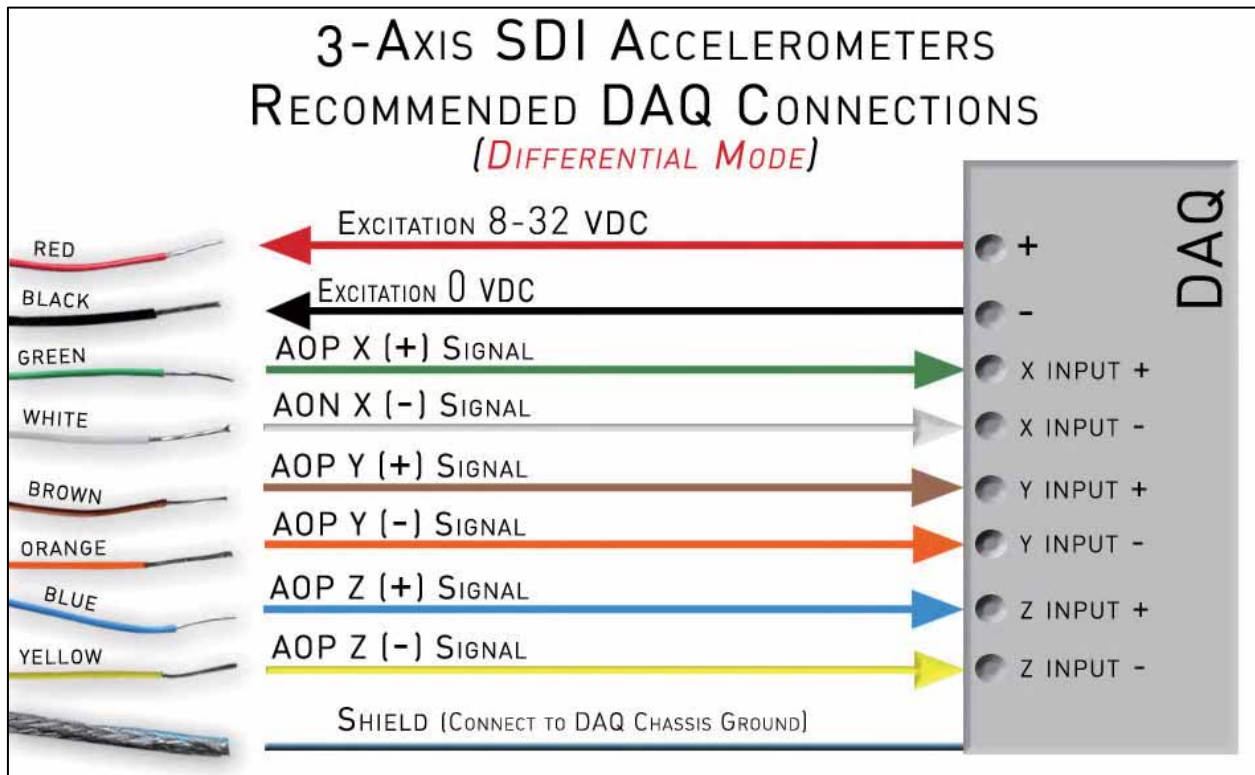 3-Axis SDI Accelerometers
Recommended DAQ Connections
(Differential Mode)
DAQ
RED
Excitation 8-32 VDC
+
BLACK
Excitation 0 VDC
-
GREEN
AOP X (+) Signal
X INPUT +
WHITE
AON X (-) Signal
X INPUT -
BROWN
AOP Y (+) Signal
Y INPUT +
ORANGE
AOP Y (-) Signal
Y INPUT -
BLUE
AOP Z (+) Signal
Z INPUT +
YELLOW
AOP Z (-) Signal
Z INPUT -
Shield (Connect to DAQ Chassis Ground)